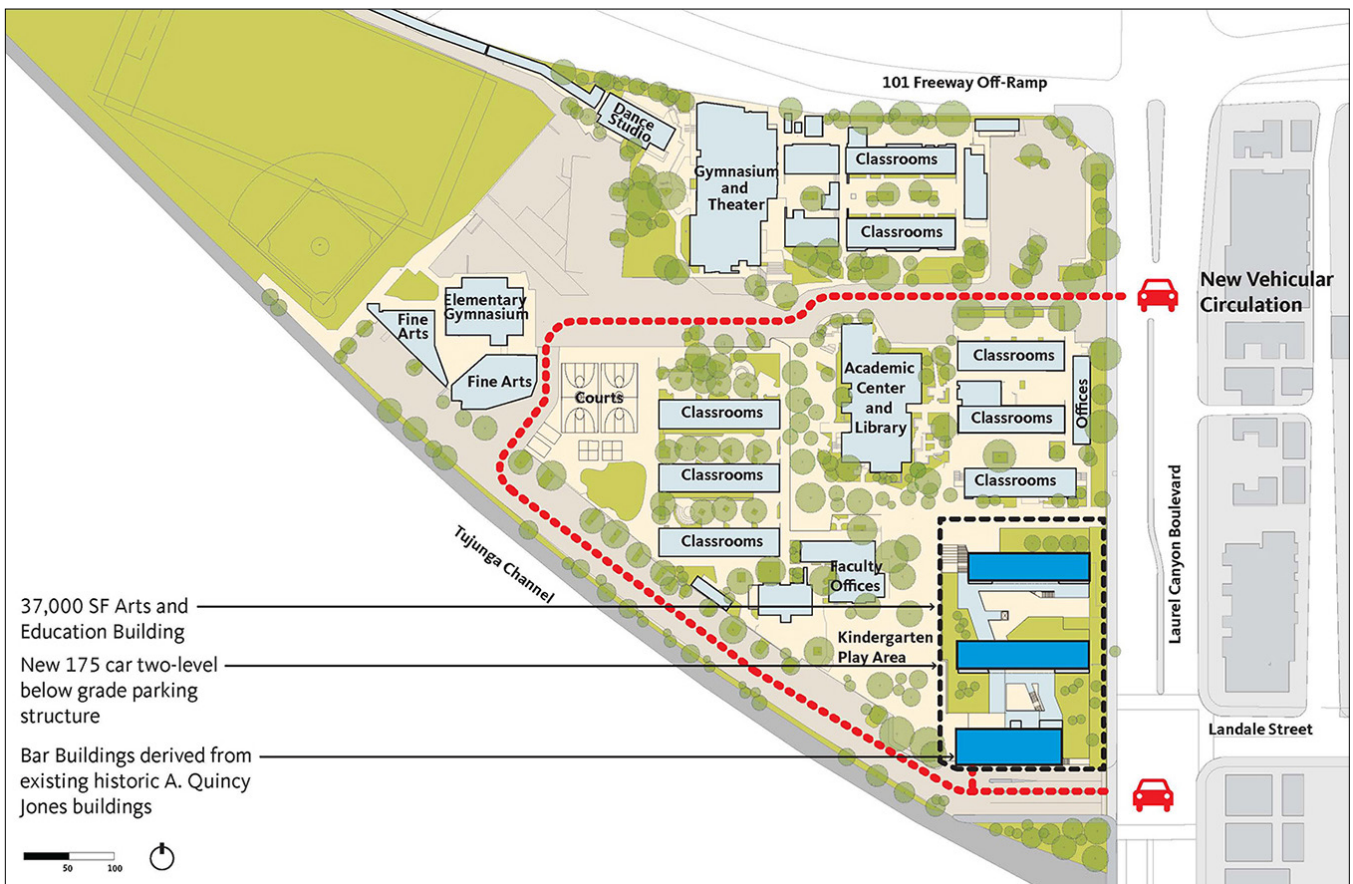 101 Freeway Off-Ramp
Dance
Studio
Gymnasium
and
Theater
Classrooms
Classrooms
New Vehicular
Circulation
Elementary
Gymnasium
Fine
Arts
Fine Arts
Courts
Classrooms
Classrooms
Classrooms
Academic
Center
and
Library
Classrooms
Classrooms
Classrooms
Offices
Laurel Canyon Boulevard
Tujunga Channel
Faculty
Offices
Kindergarten
Play Area
Landale Street
37,000 SF Arts and
Education Building
New 175 car two-level
below grade parking
structure
Bar Buildings derived from
existing historic A. Quincy
Jones buildings
50
100